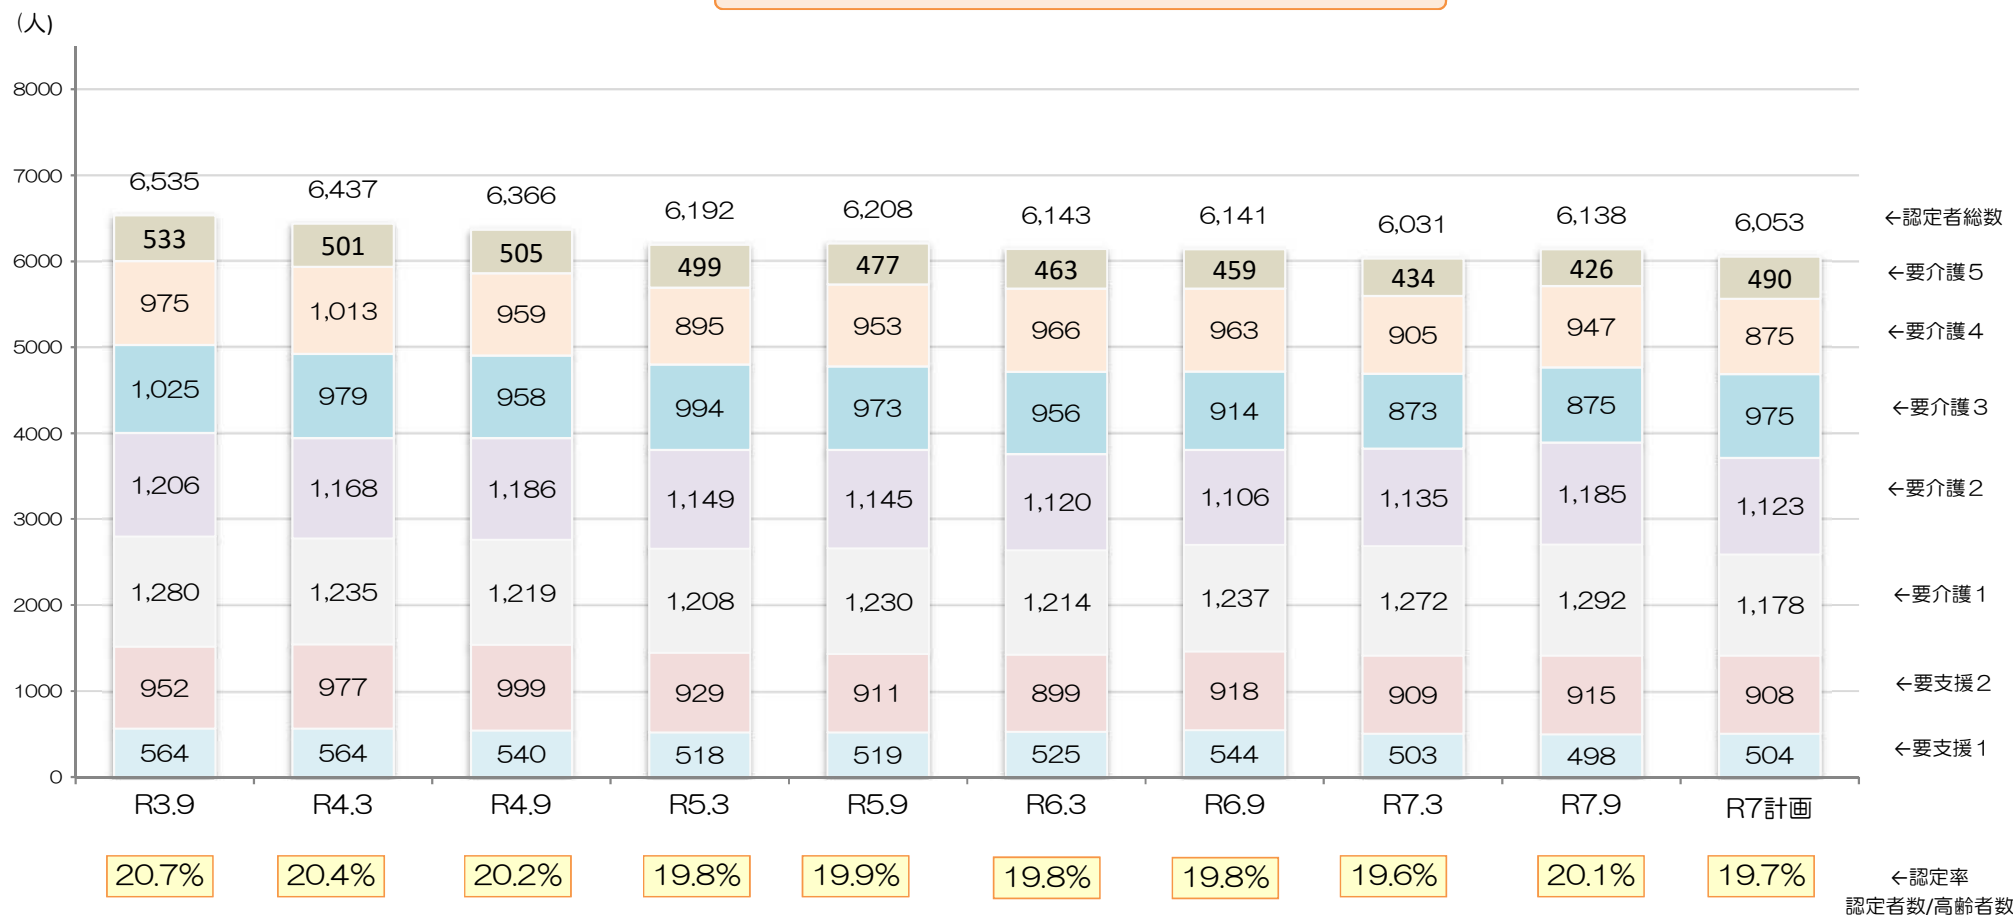 （人）
8000
7000
6000
5000
4000
3000
2000
1000
0
6,535 6,437 6,366 6,192 6,208 6,143 6,141 6,031 6,138 6,053 ←認定者総数
533 501 505 499 477 463 459 434 426 490 ←要介護５
975 1,013 959 895 953 966 963 905 947 875 ←要介護４
1,025 979 958 994 973 956 914 873 875 975 ←要介護３
1,206 1,168 1,186 1,149 1,145 1,120 1,106 1,135 1,185 1,123 ←要介護２
1,280 1,235 1,219 1,208 1,230 1,214 1,237 1,272 1,292 1,178 ←要介護１
952 977 999 929 911 899 918 909 915 908 ←要支援２
564 564 540 518 519 525 544 503 498 504 ←要支援１
R3.9 R4.3 R4.9 R5.3 R5.9 R6.3 R6.9 R7.3 R7.9 R7計画
20.7% 20.4% 20.2% 19.8% 19.9% 19.8% 19.8% 19.6% 20.1% 19.7% ←認定率
認定者数/高齢者数